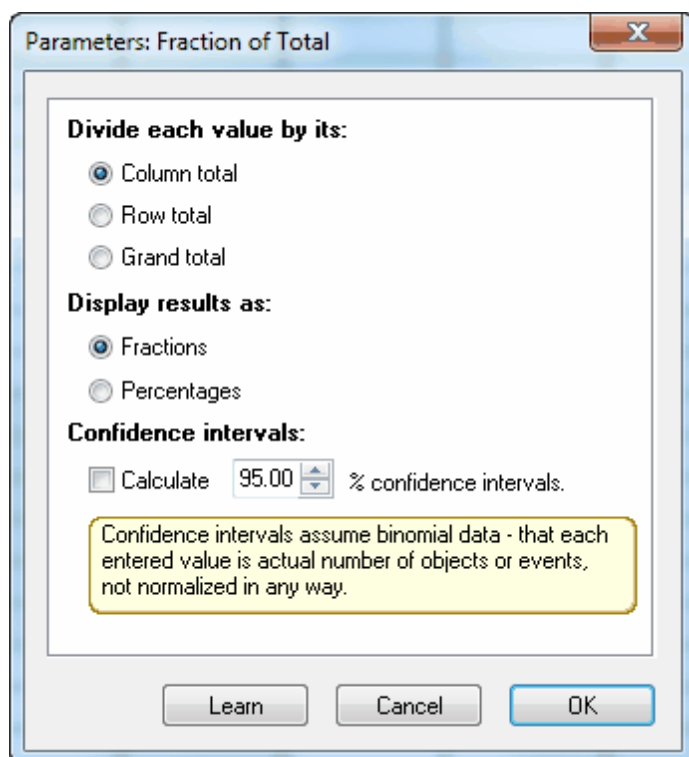 Parameters: Fraction of Total
Divide each value by its:
Column total
Row total
Grand total
Display results as:
Fractions
Percentages
Confidence intervals:
Calculate 95.00 % confidence intervals.
Confidence intervals assume binomial data - that each
entered value is actual number of objects or events,
not normalized in any way.
Learn Cancel OK